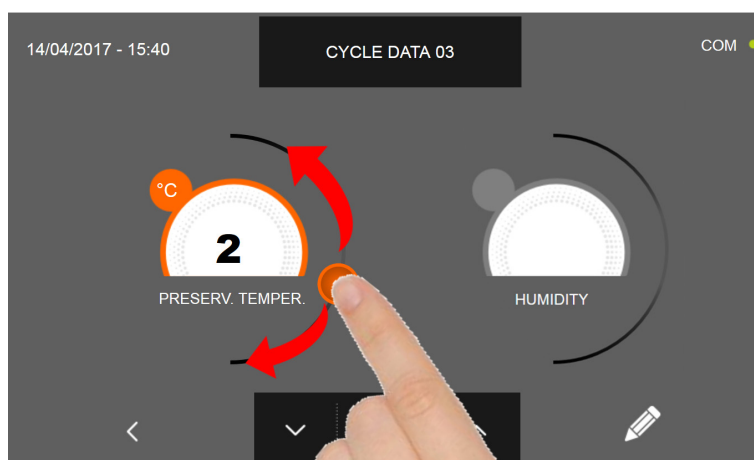 14/04/2017 - 15:40
CYCLE DATA 03
COM
°C
2
PRESERV. TEMPER.
HUMIDITY